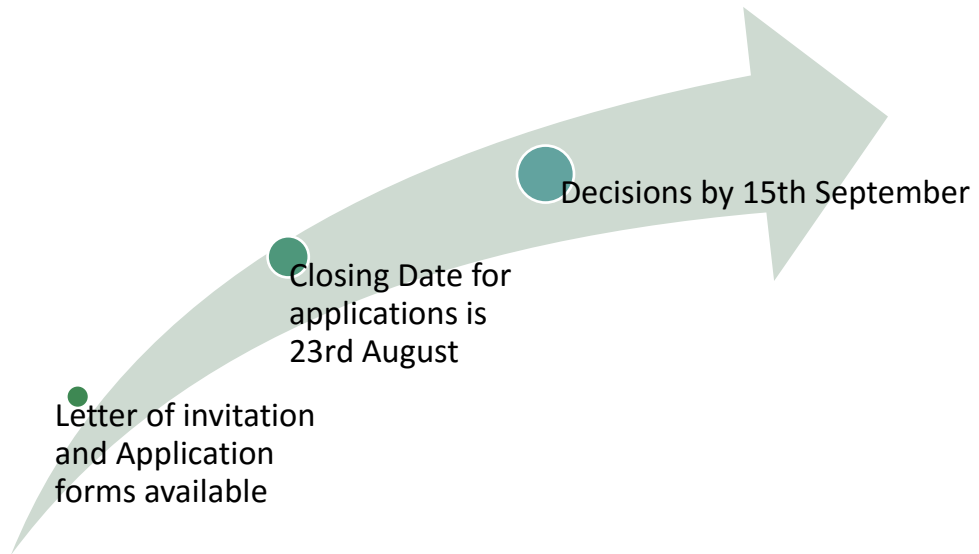 Decisions by 15th September
Closing Date for
applications is
23rd August
Letter of invitation
and Application
forms available